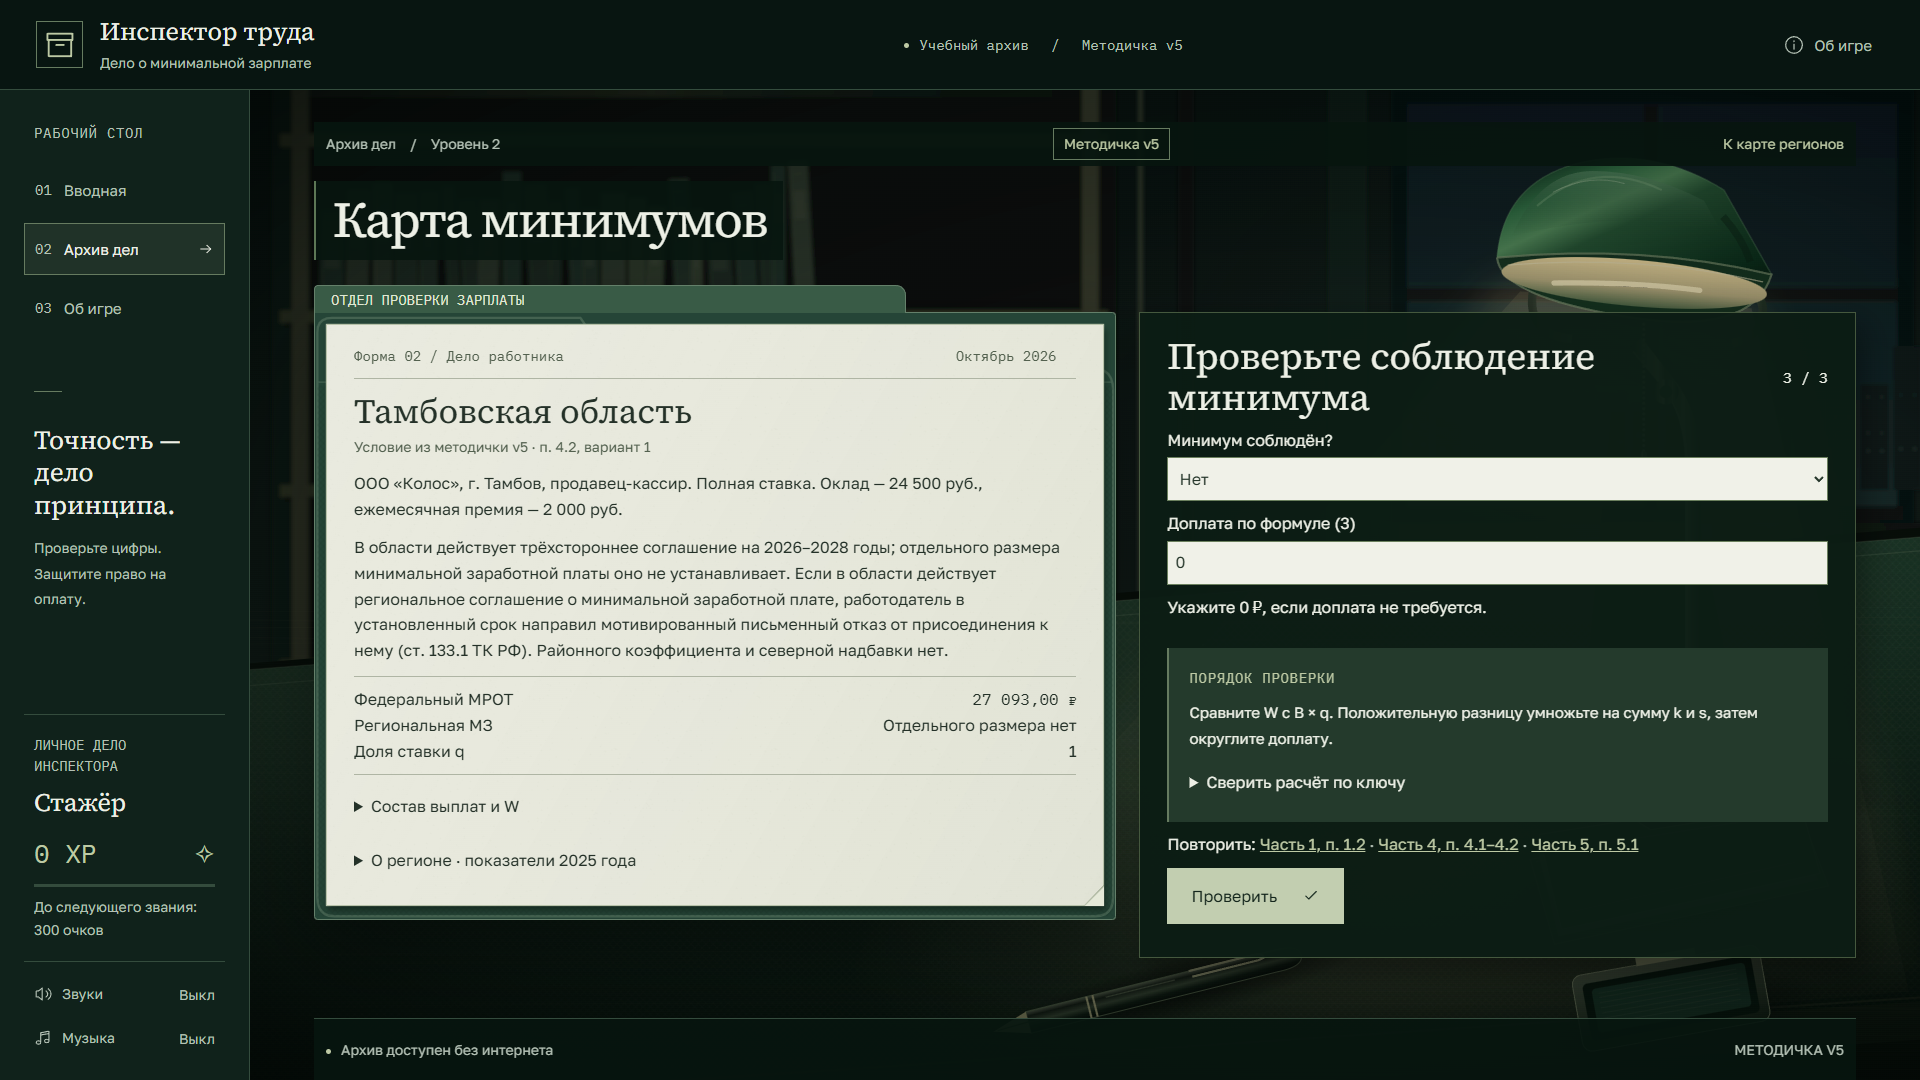 Инспектор труда
Дело о минимальной зарплате
Учебный архив / Методичка v5
Об игре
РАБОЧИЙ СТОЛ
01 Вводная
02 Архив дел
03 Об игре
Точность —
дело
принципа.
Проверьте цифры.
Защитите право на
оплату.
ЛИЧНОЕ ДЕЛО
ИНСПЕКТОРА
Стажёр
0 XP
До следующего звания:
300 очков
Звуки Выкл
Музыка Выкл
Архив дел / Уровень 2
Методичка v5
К карте регионов
Карта минимумов
ОТДЕЛ ПРОВЕРКИ ЗАРПЛАТЫ
Форма 02 / Дело работника Октябрь 2026
Тамбовская область
Условие из методички v5 · п. 4.2, вариант 1
ООО «Колос», г. Тамбов, продавец-кассир. Полная ставка. Оклад — 24 500 руб.,
ежемесячная премия — 2 000 руб.
В области действует трёхстороннее соглашение на 2026–2028 годы; отдельного размера
минимальной заработной платы оно не устанавливает. Если в области действует
региональное соглашение о минимальной заработной плате, работодатель в
установленный срок направил мотивированный письменный отказ от присоединения к
нему (ст. 133.1 ТК РФ). Районного коэффициента и северной надбавки нет.
Федеральный МРОТ 27 093,00 ₽
Региональная МЗ Отдельного размера нет
Доля ставки q 1
Состав выплат и W
О регионе · показатели 2025 года
Проверьте соблюдение
минимума
3 / 3
Минимум соблюдён?
Нет
Доплата по формуле (3)
0
Укажите 0 ₽, если доплата не требуется.
ПОРЯДОК ПРОВЕРКИ
Сравните W с B × q. Положительную разницу умножьте на сумму k и s, затем
округлите доплату.
Сверить расчёт по ключу
Повторить: Часть 1, п. 1.2 · Часть 4, п. 4.1–4.2 · Часть 5, п. 5.1
Проверить
Архив доступен без интернета
МЕТОДИЧКА V5